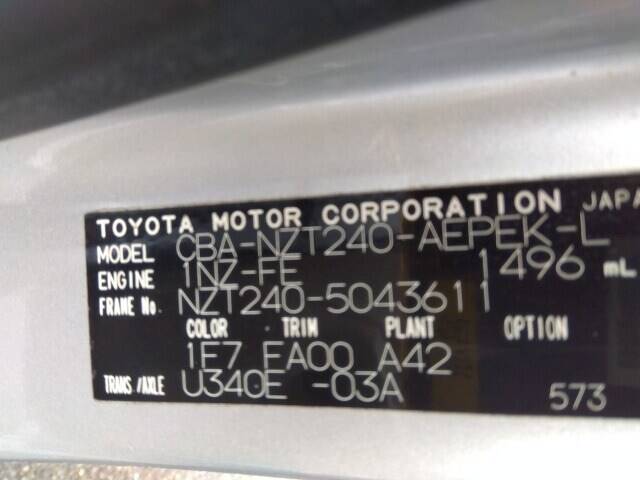 TOYOTA MOTOR CORPORATION JAPA
MODEL CBA-NZT240-AEPEK-L
ENGINE 1NZ-FE 1496 mL
FRAME No. NZT240-5043611
COLOR TRIM PLANT OPTION
1E7 EA00 A42
TRANS./AXLE U340E -03A
573